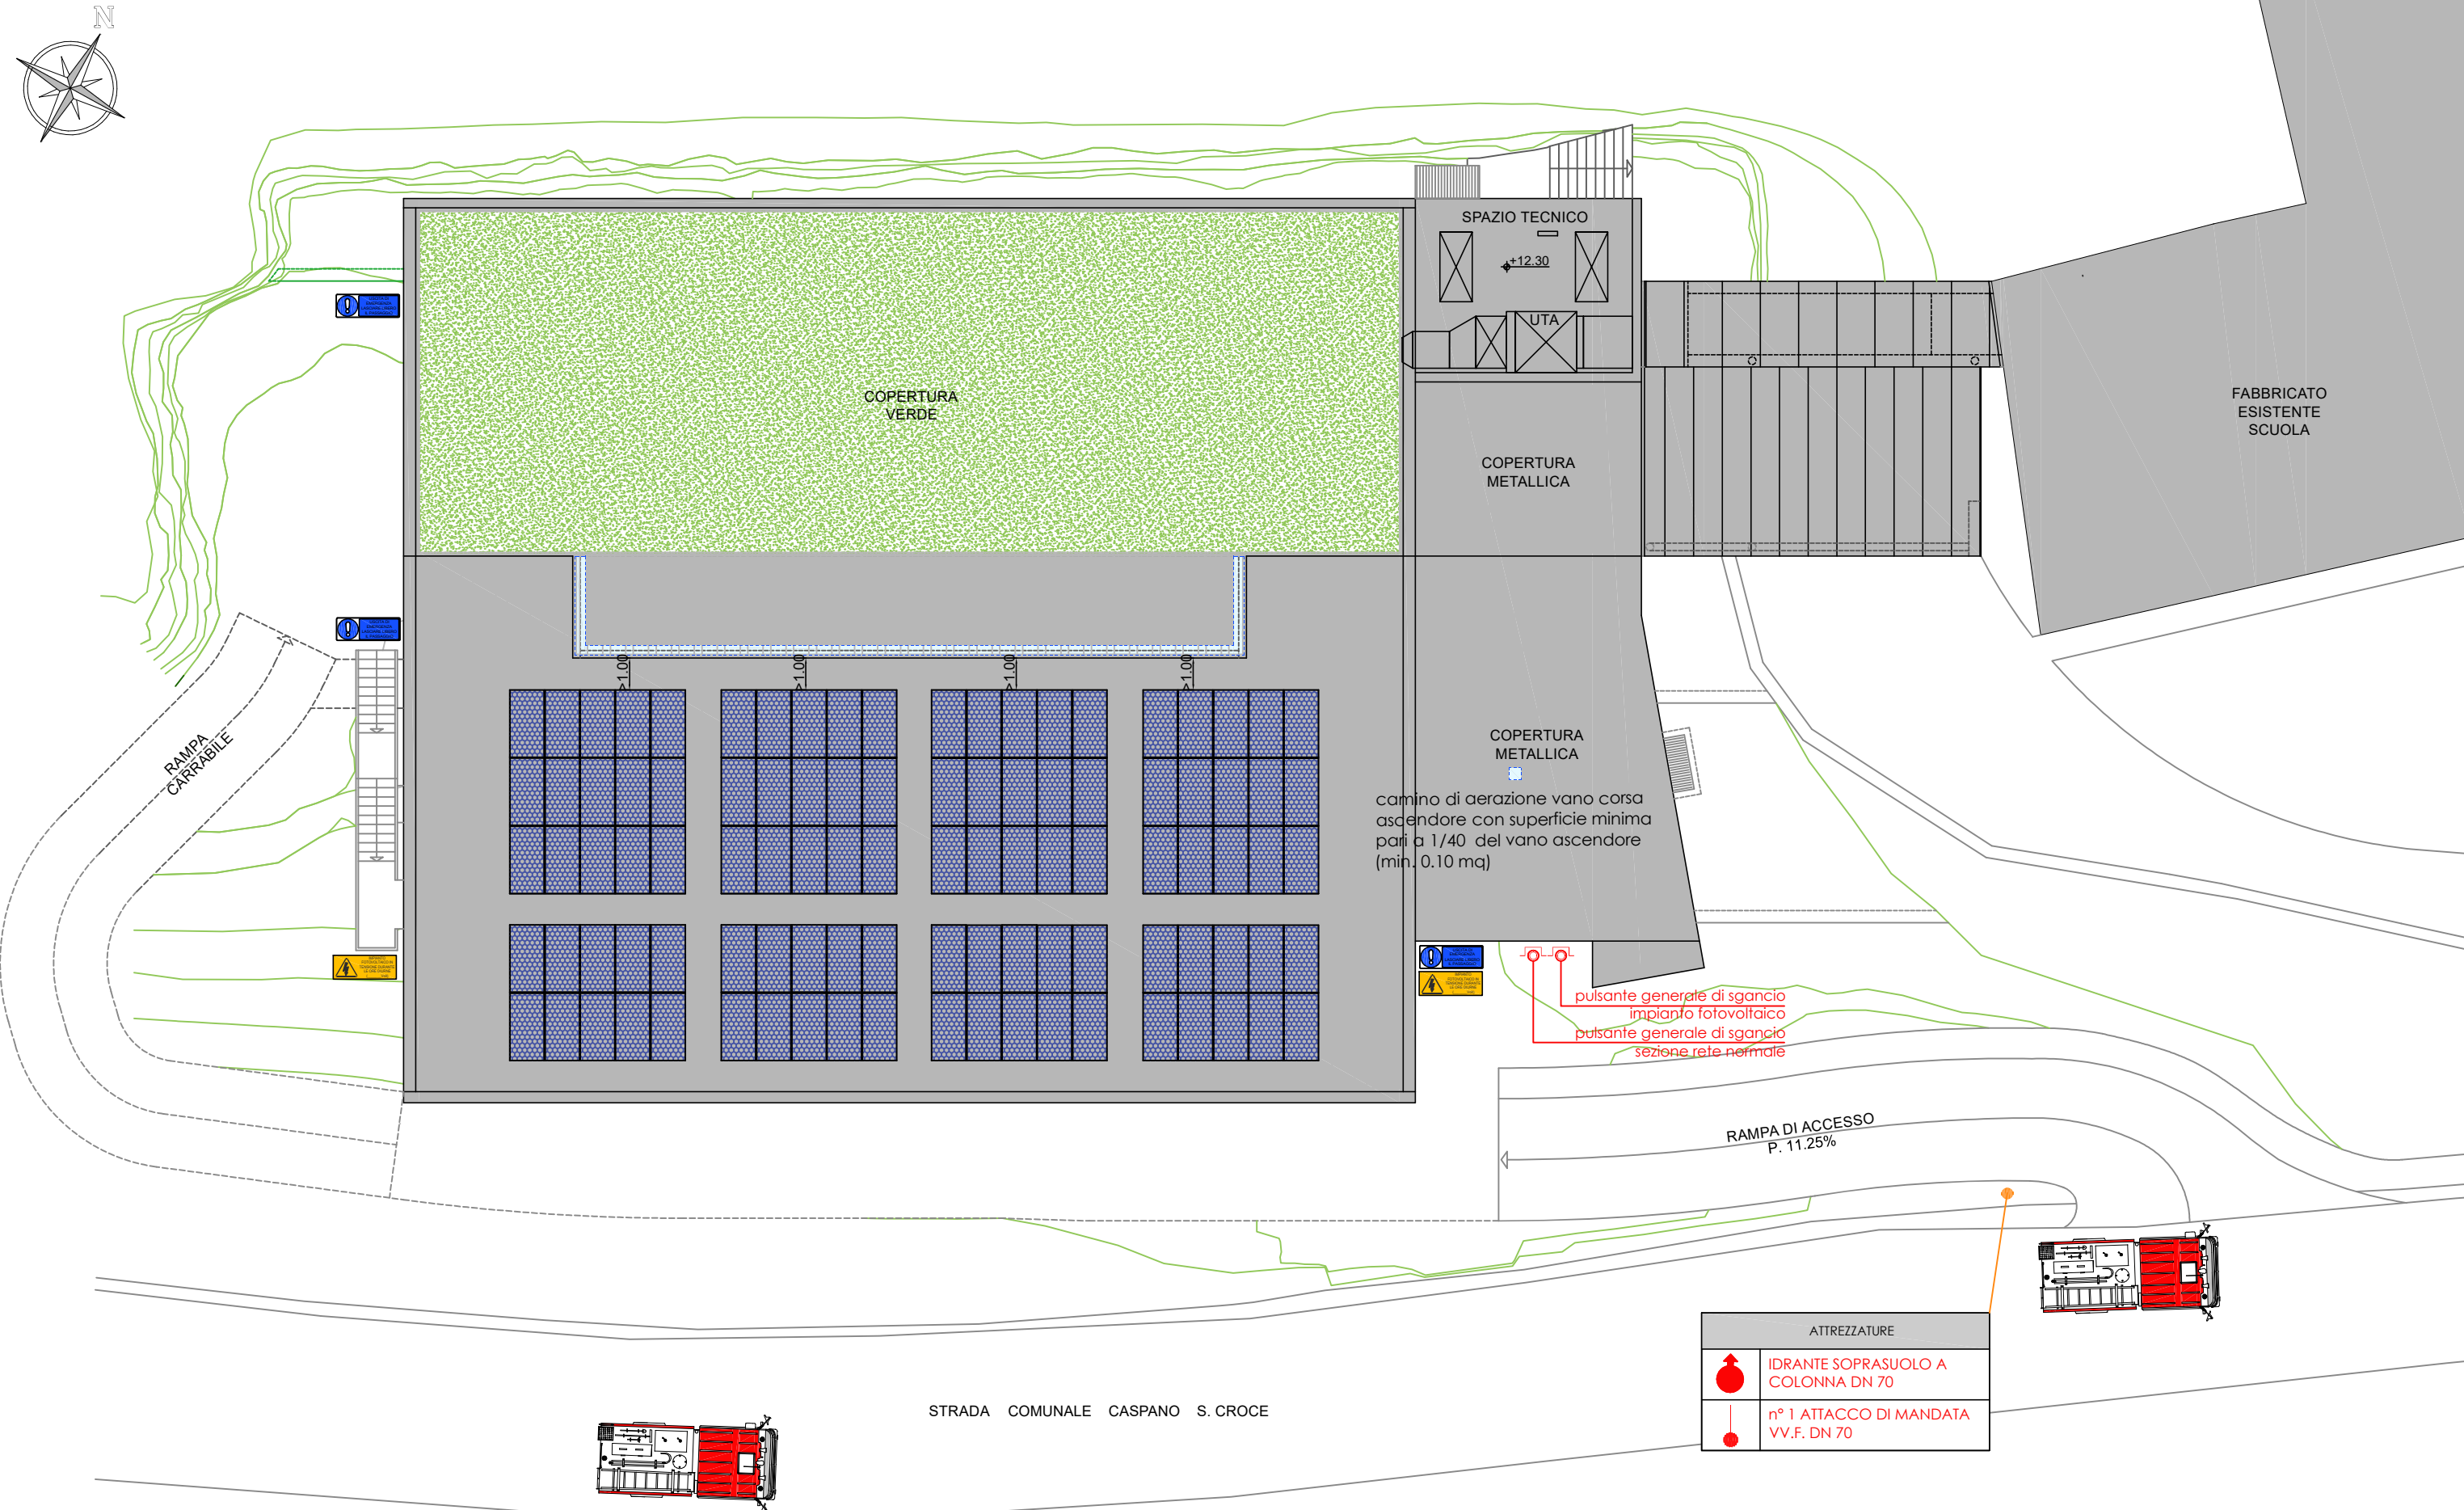 N
SPAZIO TECNICO
+12.30
UTA
COPERTURA
VERDE
COPERTURA
METALLICA
FABBRICATO
ESISTENTE
SCUOLA
>1.00
>1.00
>1.00
>1.00
RAMPA
CARRABILE
COPERTURA
METALLICA
camino di aerazione vano corsa
ascendore con superficie minima
pari a 1/40 del vano ascendore
(min. 0.10 mq)
pulsante generale di sgancio
impianto fotovoltaico
pulsante generale di sgancio
sezione rete normale
RAMPA DI ACCESSO
P. 11.25%
ATTREZZATURE
IDRANTE SOPRASUOLO A
COLONNA DN 70
n° 1 ATTACCO DI MANDATA
VV.F. DN 70
STRADA COMUNALE CASPANO S. CROCE